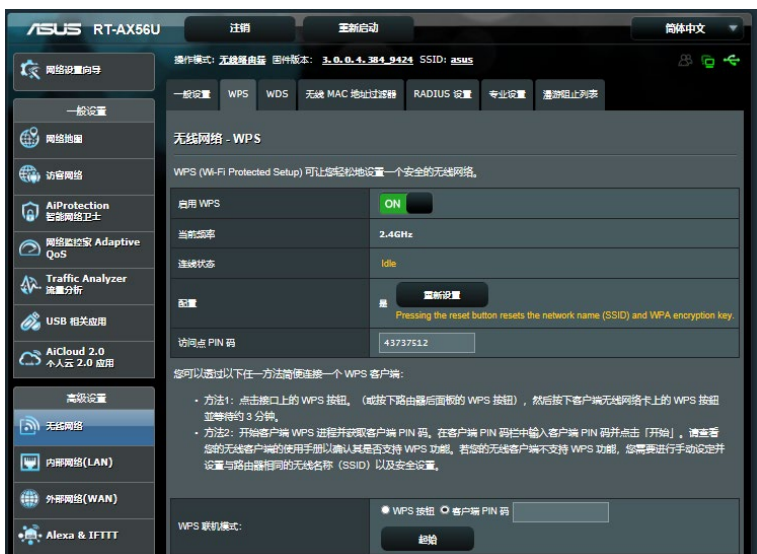 ASUS RT-AX56U 注销 重新启动 简体中文
操作模式: 无线路由器 固件版本: 3.0.0.4.384_9424 SSID: asus
网络设置向导
一般设置 WPS WDS 无线 MAC 地址过滤器 RADIUS 设置 专业设置 漫游阻止列表
一般设置
网络地图
访客网络
AiProtection
智能网络卫士
网络监控家 Adaptive
QoS
Traffic Analyzer
流量分析
USB 相关应用
AiCloud 2.0
个人云 2.0 应用
高级设置
无线网络
内部网络(LAN)
外部网络(WAN)
Alexa & IFTTT
无线网络 - WPS
WPS (Wi-Fi Protected Setup) 可让您轻松地设置一个安全的无线网络。
启用 WPS ON
当前频率 2.4GHz
连线状态 Idle
配置 是 重新设置
Pressing the reset button resets the network name (SSID) and WPA encryption key.
访问点 PIN 码 43737512
您可以透过以下任一方法简便连接一个 WPS 客户端:
• 方法1: 点击接口上的 WPS 按钮。 (或按下路由器后面板的 WPS 按钮) , 然后按下客户端无线网络卡上的 WPS 按钮
並等待约 3 分钟。
• 方法2: 开始客户端 WPS 进程并获取客户端 PIN 码。在客户端 PIN 码栏中输入客户端 PIN 码并点击「开始」。请查看
您的无线客户端的使用手册以确认其是否支持 WPS 功能。若您的无线客户端不支持 WPS 功能, 您需要进行手动设定并
设置与路由器相同的无线名称 (SSID) 以及安全设置。
WPS 联机模式:
WPS 按钮 客户端 PIN 码
起始